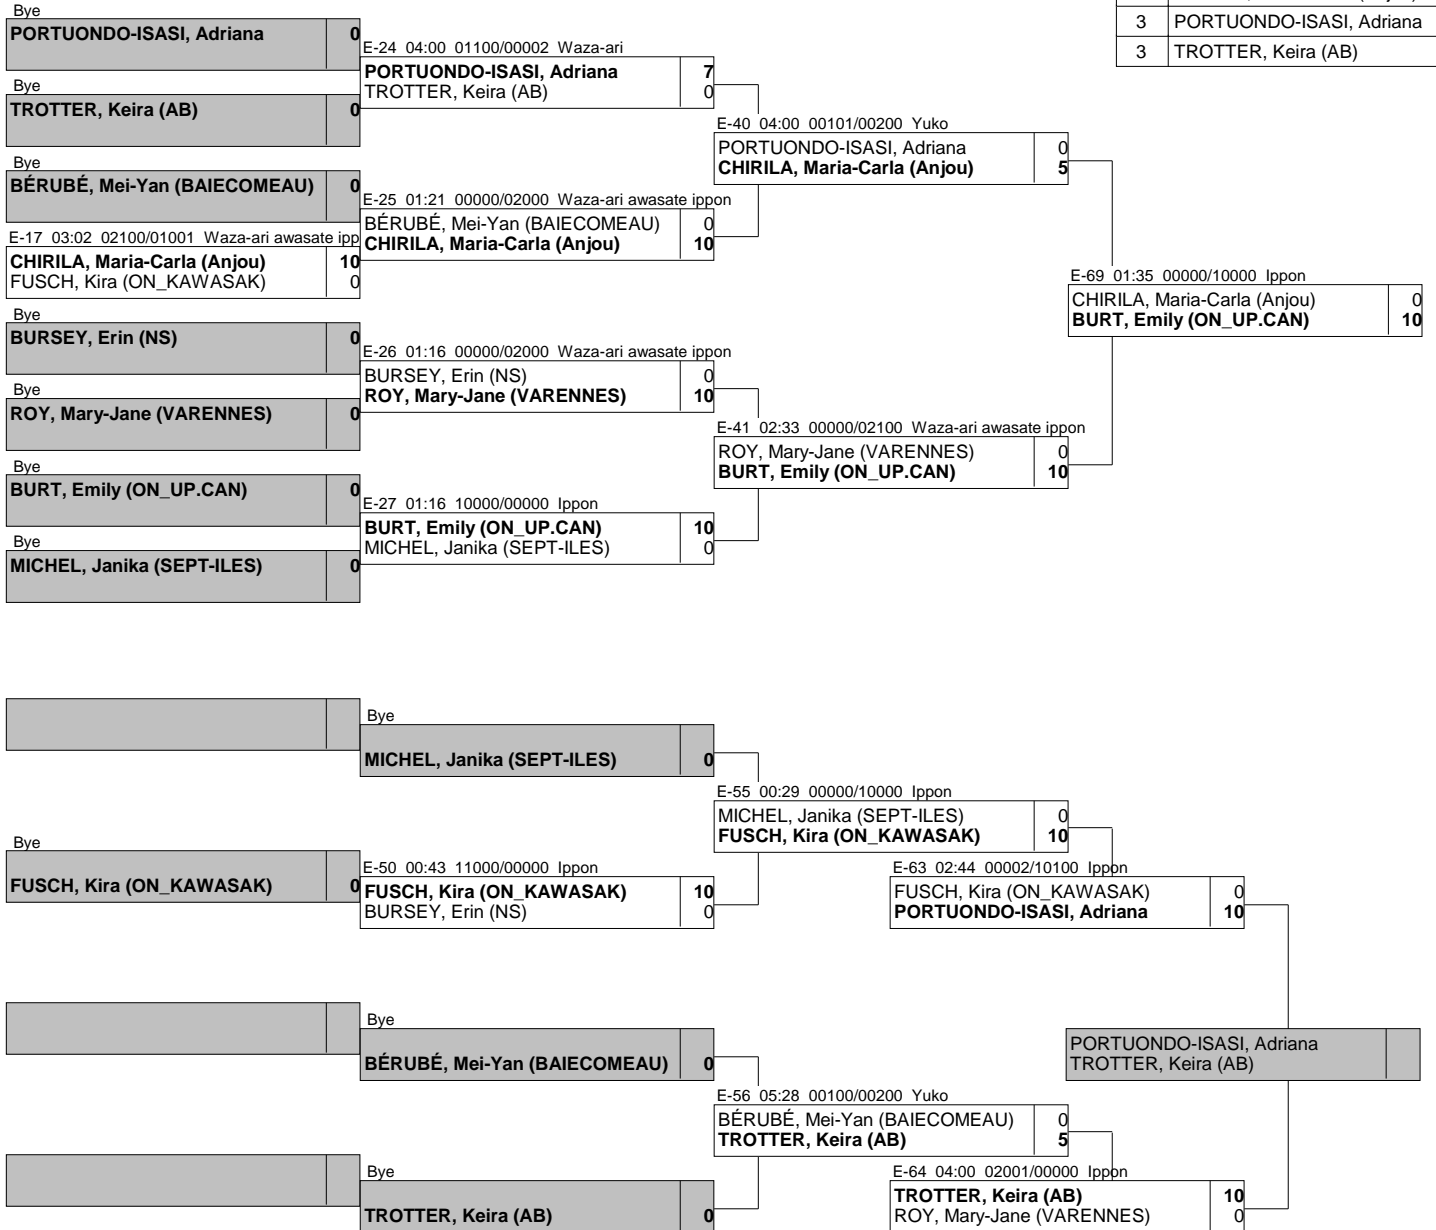 Bye
PORTUONDO-ISASI, Adriana 0
3 PORTUONDO-ISASI, Adriana
3 TROTTER, Keira (AB)
E-24 04:00 01100/00002 Waza-ari
PORTUONDO-ISASI, Adriana 7
TROTTER, Keira (AB) 0
Bye
TROTTER, Keira (AB) 0
E-40 04:00 00101/00200 Yuko
PORTUONDO-ISASI, Adriana 0
CHIRILA, Maria-Carla (Anjou) 5
Bye
BÉRUBÉ, Mei-Yan (BAIECOMEAU) 0
E-25 01:21 00000/02000 Waza-ari awasate ippon
BÉRUBÉ, Mei-Yan (BAIECOMEAU) 0
CHIRILA, Maria-Carla (Anjou) 10
E-17 03:02 02100/01001 Waza-ari awasate ipp
CHIRILA, Maria-Carla (Anjou) 10
FUSCH, Kira (ON_KAWASAK) 0
E-69 01:35 00000/10000 Ippon
CHIRILA, Maria-Carla (Anjou) 0
BURT, Emily (ON_UP.CAN) 10
Bye
BURSEY, Erin (NS) 0
E-26 01:16 00000/02000 Waza-ari awasate ippon
BURSEY, Erin (NS) 0
ROY, Mary-Jane (VARENNES) 10
Bye
ROY, Mary-Jane (VARENNES) 0
E-41 02:33 00000/02100 Waza-ari awasate ippon
ROY, Mary-Jane (VARENNES) 0
BURT, Emily (ON_UP.CAN) 10
Bye
BURT, Emily (ON_UP.CAN) 0
E-27 01:16 10000/00000 Ippon
BURT, Emily (ON_UP.CAN) 10
MICHEL, Janika (SEPT-ILES) 0
Bye
MICHEL, Janika (SEPT-ILES) 0
Bye
MICHEL, Janika (SEPT-ILES) 0
E-55 00:29 00000/10000 Ippon
MICHEL, Janika (SEPT-ILES) 0
FUSCH, Kira (ON_KAWASAK) 10
Bye
FUSCH, Kira (ON_KAWASAK) 0
E-50 00:43 11000/00000 Ippon
FUSCH, Kira (ON_KAWASAK) 10
BURSEY, Erin (NS) 0
E-63 02:44 00002/10100 Ippon
FUSCH, Kira (ON_KAWASAK) 0
PORTUONDO-ISASI, Adriana 10
Bye
BÉRUBÉ, Mei-Yan (BAIECOMEAU) 0
PORTUONDO-ISASI, Adriana
TROTTER, Keira (AB)
E-56 05:28 00100/00200 Yuko
BÉRUBÉ, Mei-Yan (BAIECOMEAU) 0
TROTTER, Keira (AB) 5
Bye
TROTTER, Keira (AB) 0
E-64 04:00 02001/00000 Ippon
TROTTER, Keira (AB) 10
ROY, Mary-Jane (VARENNES) 0